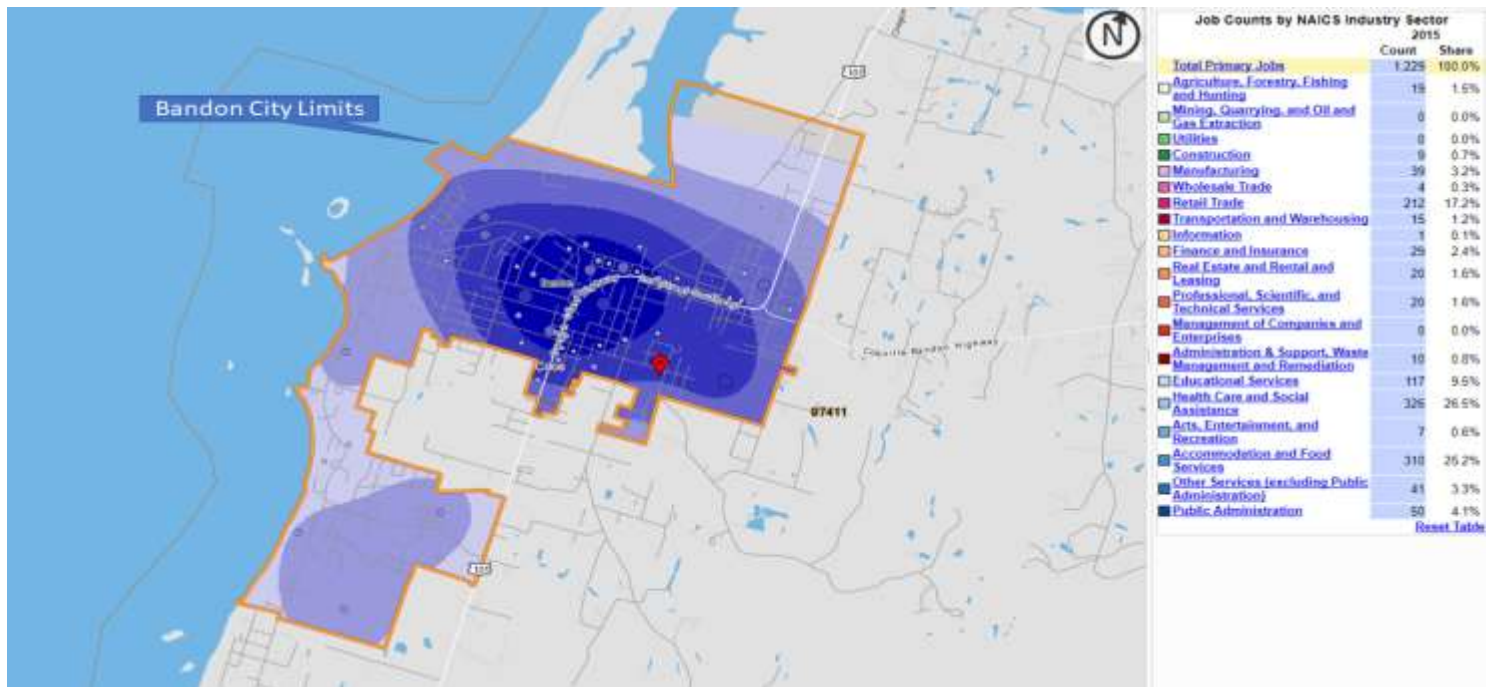 Bandon City Limits
N
101
Coquille-Bandon Highway
97411
101
Job Counts by NAICS Industry Sector
2015
Count Share
Total Primary Jobs 1,229 100.0%
Agriculture, Forestry, Fishing
and Hunting 19 1.5%
Mining, Quarrying, and Oil and
Gas Extraction 0 0.0%
Utilities 0 0.0%
Construction 9 0.7%
Manufacturing 39 3.2%
Wholesale Trade 4 0.3%
Retail Trade 212 17.2%
Transportation and Warehousing 15 1.2%
Information 1 0.1%
Finance and Insurance 29 2.4%
Real Estate and Rental and
Leasing 20 1.6%
Professional, Scientific, and
Technical Services 20 1.6%
Management of Companies and
Enterprises 0 0.0%
Administration & Support, Waste
Management and Remediation 10 0.8%
Educational Services 117 9.5%
Health Care and Social
Assistance 326 26.5%
Arts, Entertainment, and
Recreation 7 0.6%
Accommodation and Food
Services 310 25.2%
Other Services (excluding Public
Administration) 41 3.3%
Public Administration 50 4.1%
Reset Table